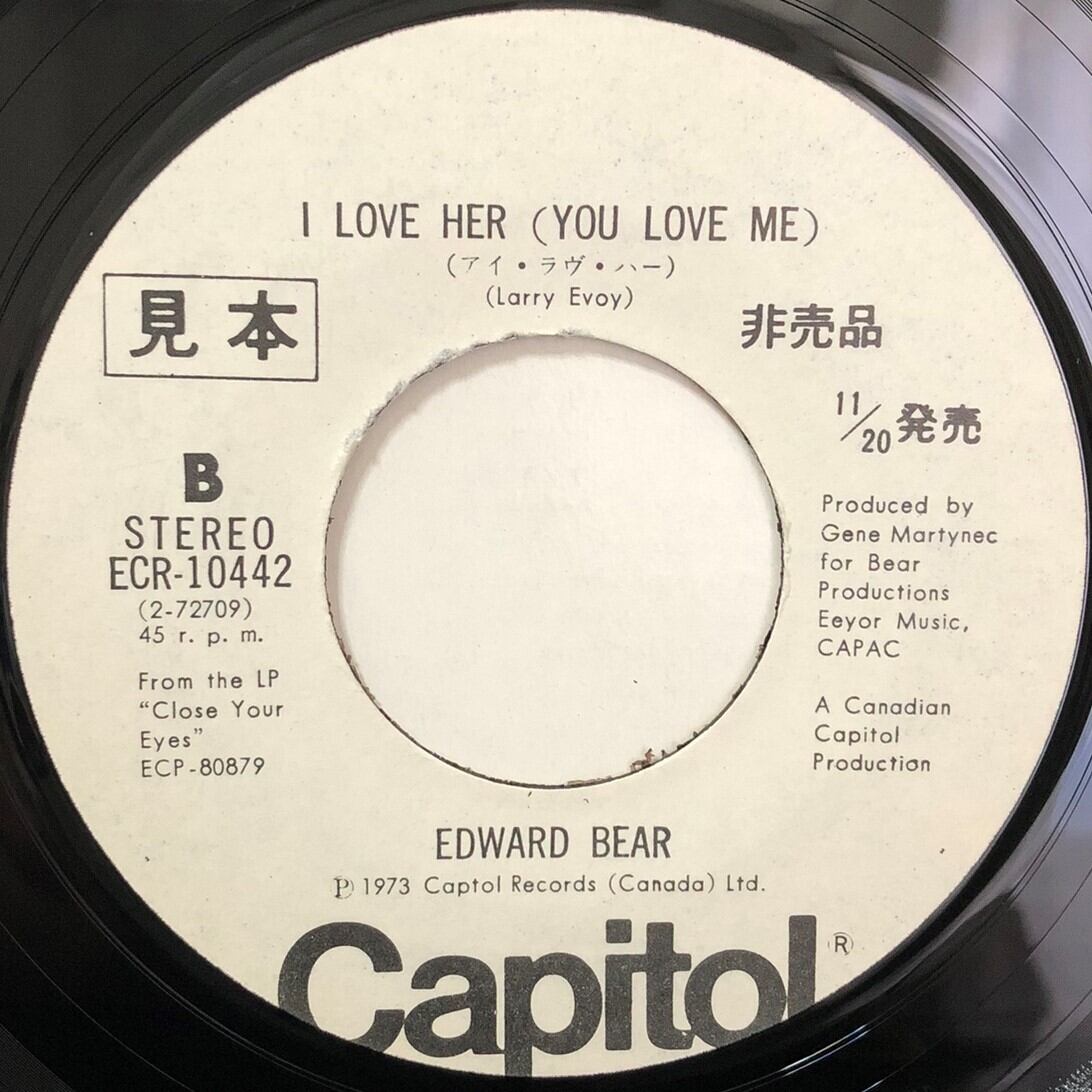 I LOVE HER (YOU LOVE ME)
(アイ・ラヴ・ハー)
(Larry Evoy)
見本
B
STEREO
ECR-10442
(2-72709)
45 r. p. m.
From the LP
“Close Your
Eyes”
ECP-80879
非売品
11/20 発売
Produced by
Gene Martynec
for Bear
Productions
Eeyor Music,
CAPAC
A Canadian
Capitol
Production
EDWARD BEAR
Ⓟ 1973 Captol Records (Canada) Ltd.
Capitol®